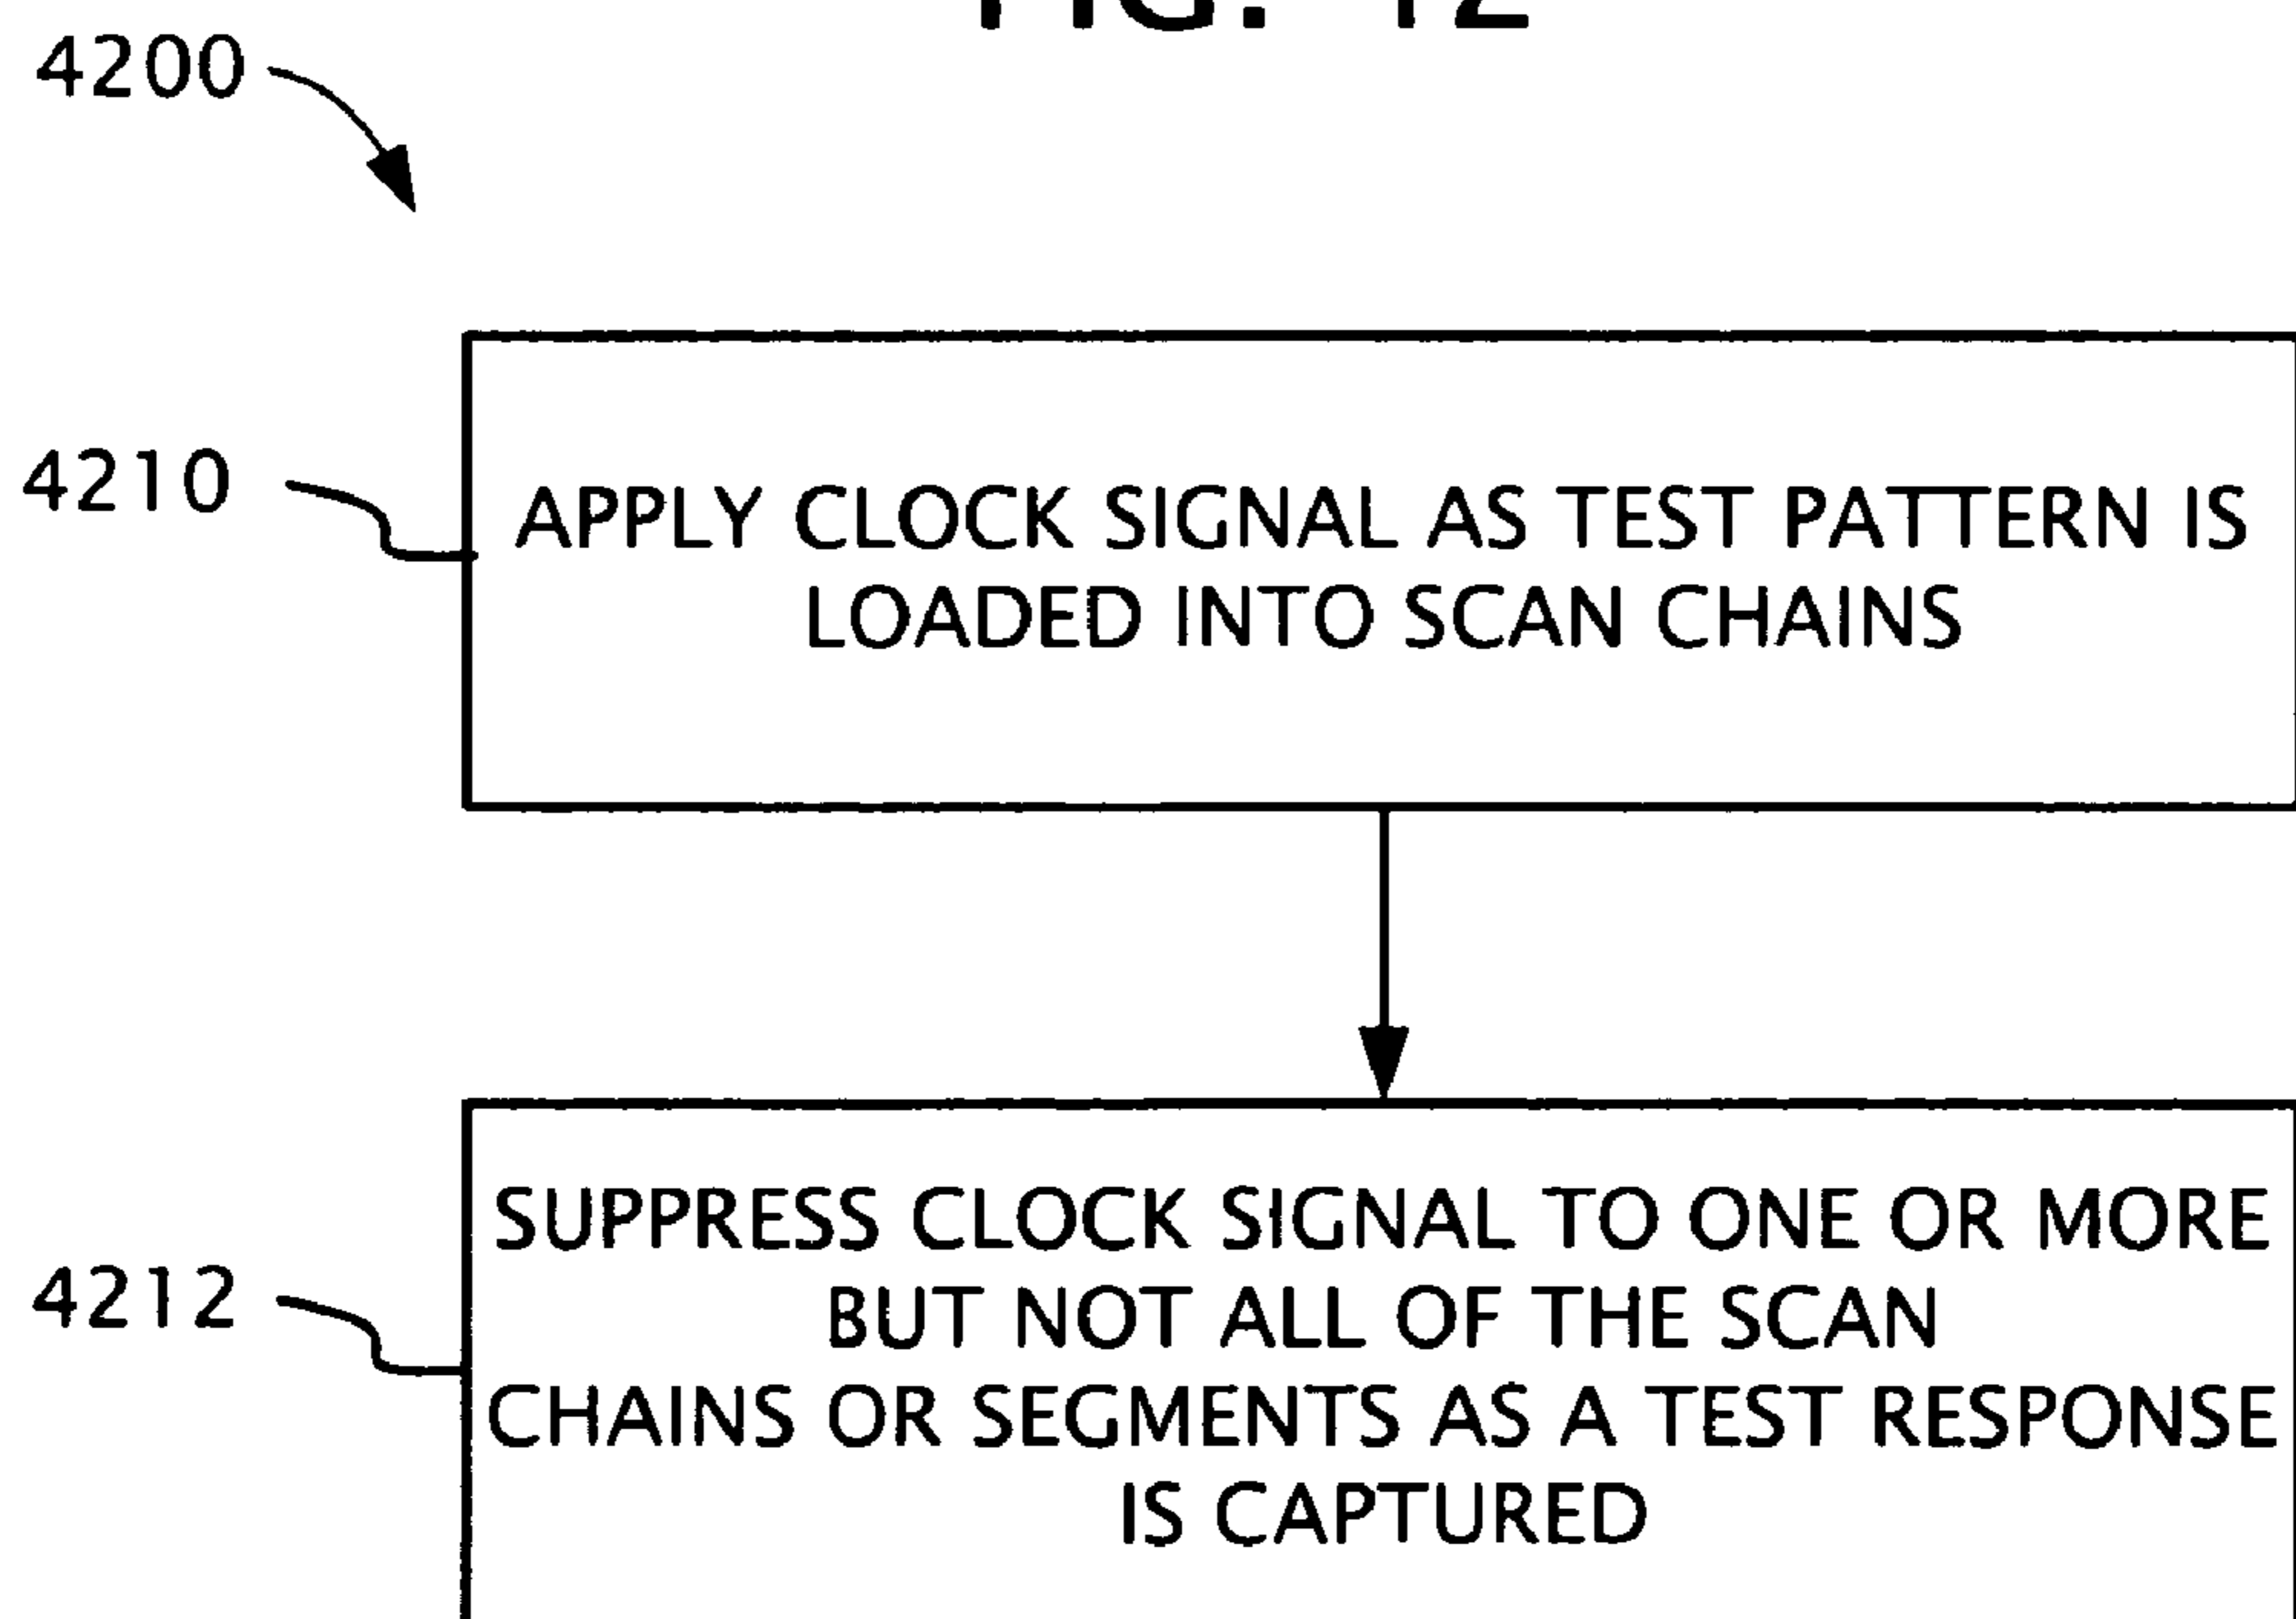 FIG.
4200
4210
APPLY CLOCK SIGNAL AS TEST PATTERN IS
LOADED INTO SCAN CHAINS
4212
SUPPRESS CLOCK SIGNAL TO ONE OR MORE
BUT NOT ALL OF THE SCAN
CHAINS OR SEGMENTS AS A TEST RESPONSE
IS CAPTURED